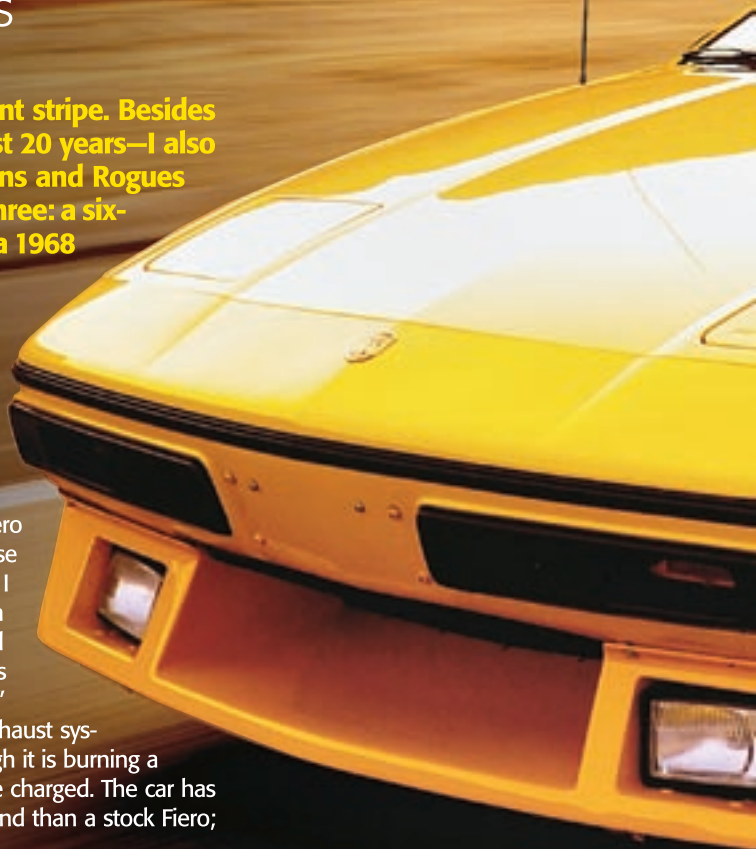 S
nt stripe. Besides
st 20 years—I also
ns and Rogues
hree: a six-
a 1968
ero
se
I
n
l
s
”
haust sys-
gh it is burning a
e charged. The car has
nd than a stock Fiero;